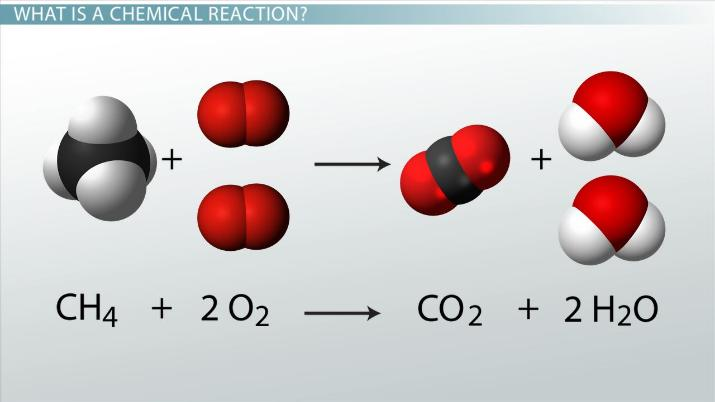 WHAT IS A CHEMICAL REACTION?
+ ⟶ +
CH₄ + 2 O₂ ⟶ CO₂ + 2 H₂O